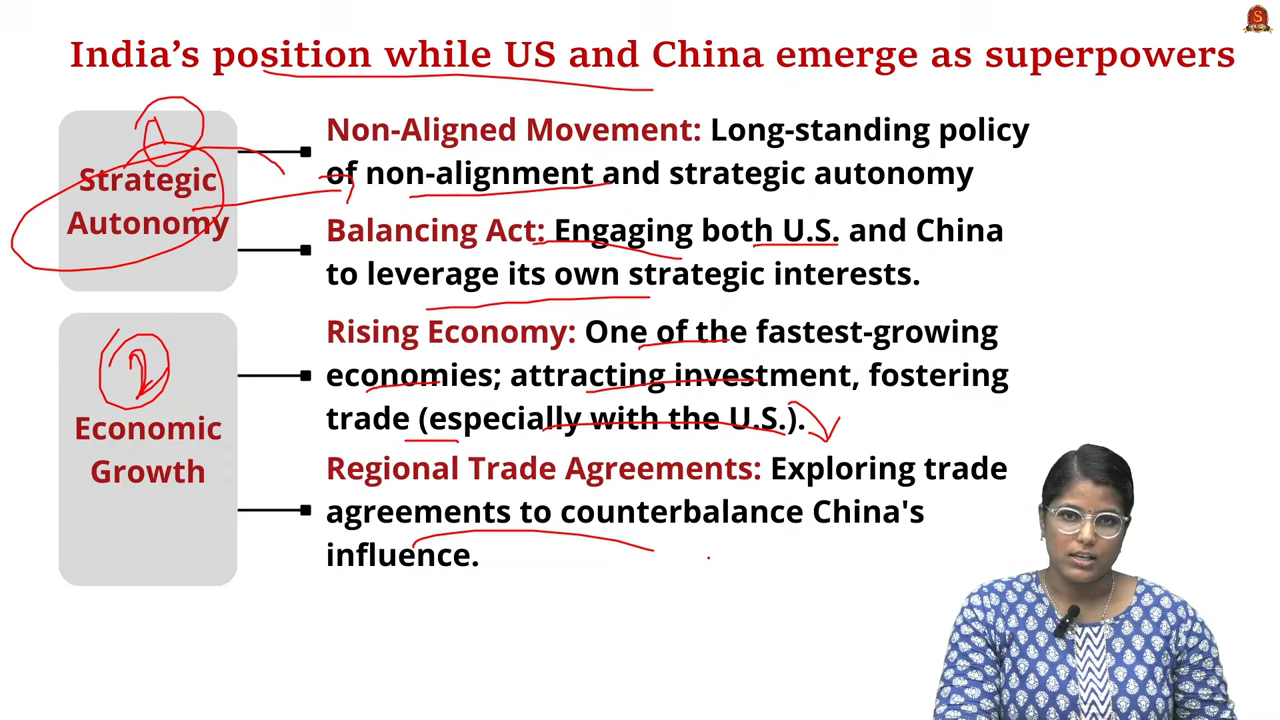 India's position while US and China emerge as superpowers
Strategic
Autonomy
Non-Aligned Movement: Long-standing policy
of non-alignment and strategic autonomy
Balancing Act: Engaging both U.S. and China
to leverage its own strategic interests.
2
Economic
Growth
Rising Economy: One of the fastest-growing
economies; attracting investment, fostering
trade (especially with the U.S.).
Regional Trade Agreements: Exploring trade
agreements to counterbalance China's
influence.
S